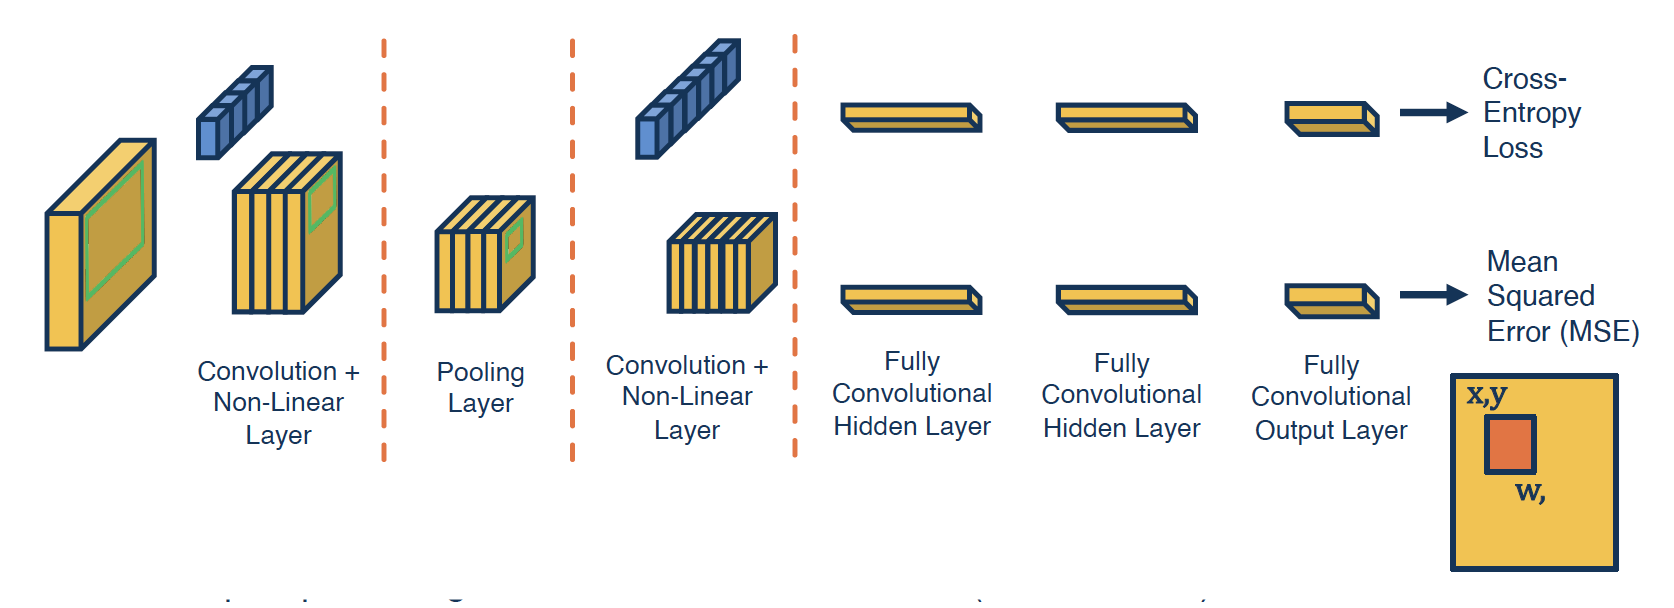 Cross-
Entropy
Loss
Mean
Squared
Error (MSE)
Convolution +
Non-Linear
Layer
Pooling
Layer
Convolution +
Non-Linear
Layer
Fully
Convolutional
Hidden Layer
Fully
Convolutional
Hidden Layer
Fully
Convolutional
Output Layer
x,y
w,